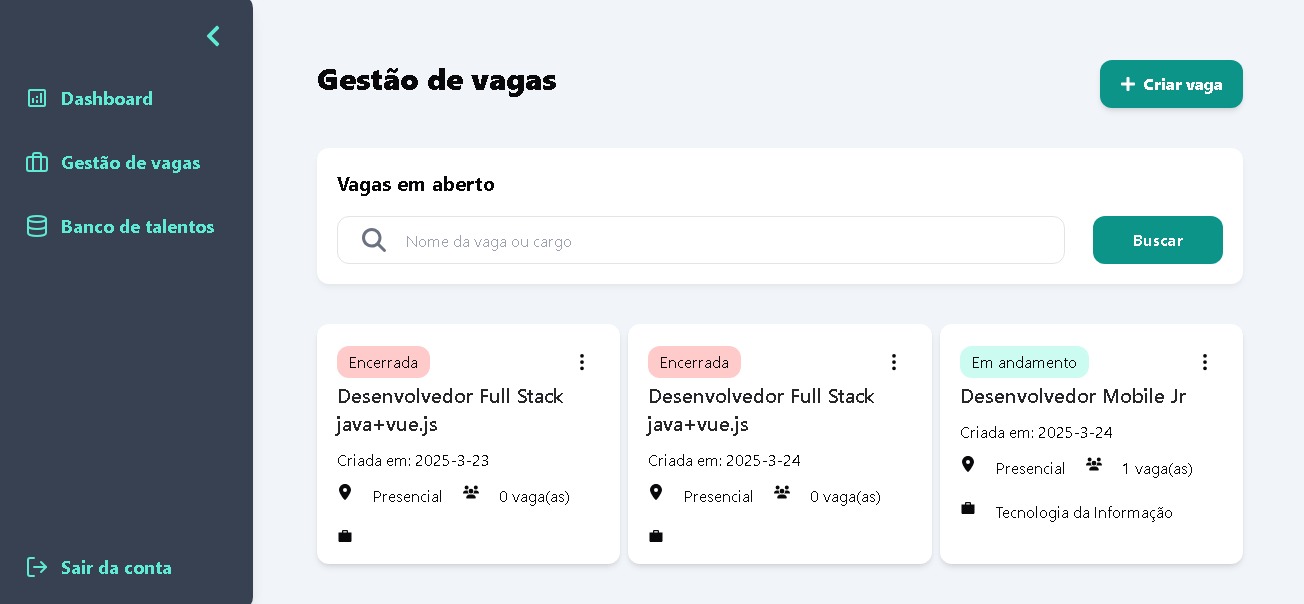 Dashboard
Gestão de vagas
Banco de talentos
Sair da conta
Gestão de vagas
Criar vaga
Vagas em aberto
Nome da vaga ou cargo
Buscar
Encerrada
Desenvolvedor Full Stack
java+vue.js
Criada em: 2025-3-23
Presencial 0 vaga(as)
Encerrada
Desenvolvedor Full Stack
java+vue.js
Criada em: 2025-3-24
Presencial 0 vaga(as)
Em andamento
Desenvolvedor Mobile Jr
Criada em: 2025-3-24
Presencial 1 vaga(as)
Tecnologia da Informação